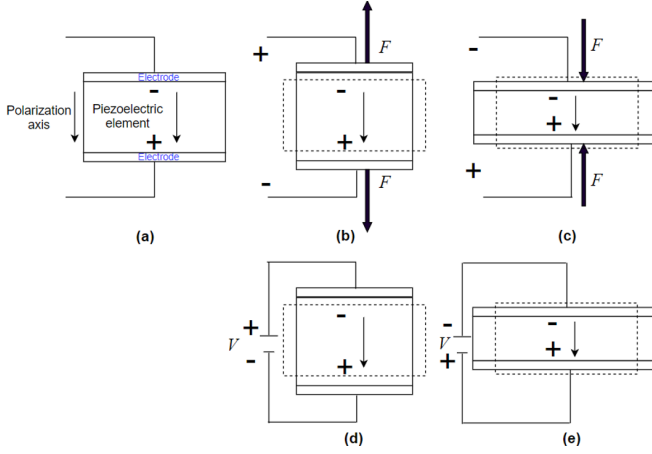 Electrode
-
Polarization
axis
Piezoelectric
element
+
Electrode
(a)
+
F
-
+
-
F
(b)
-
F
-
+
+
F
(c)
+
V
-
-
+
(d)
-
V
+
-
+
(e)